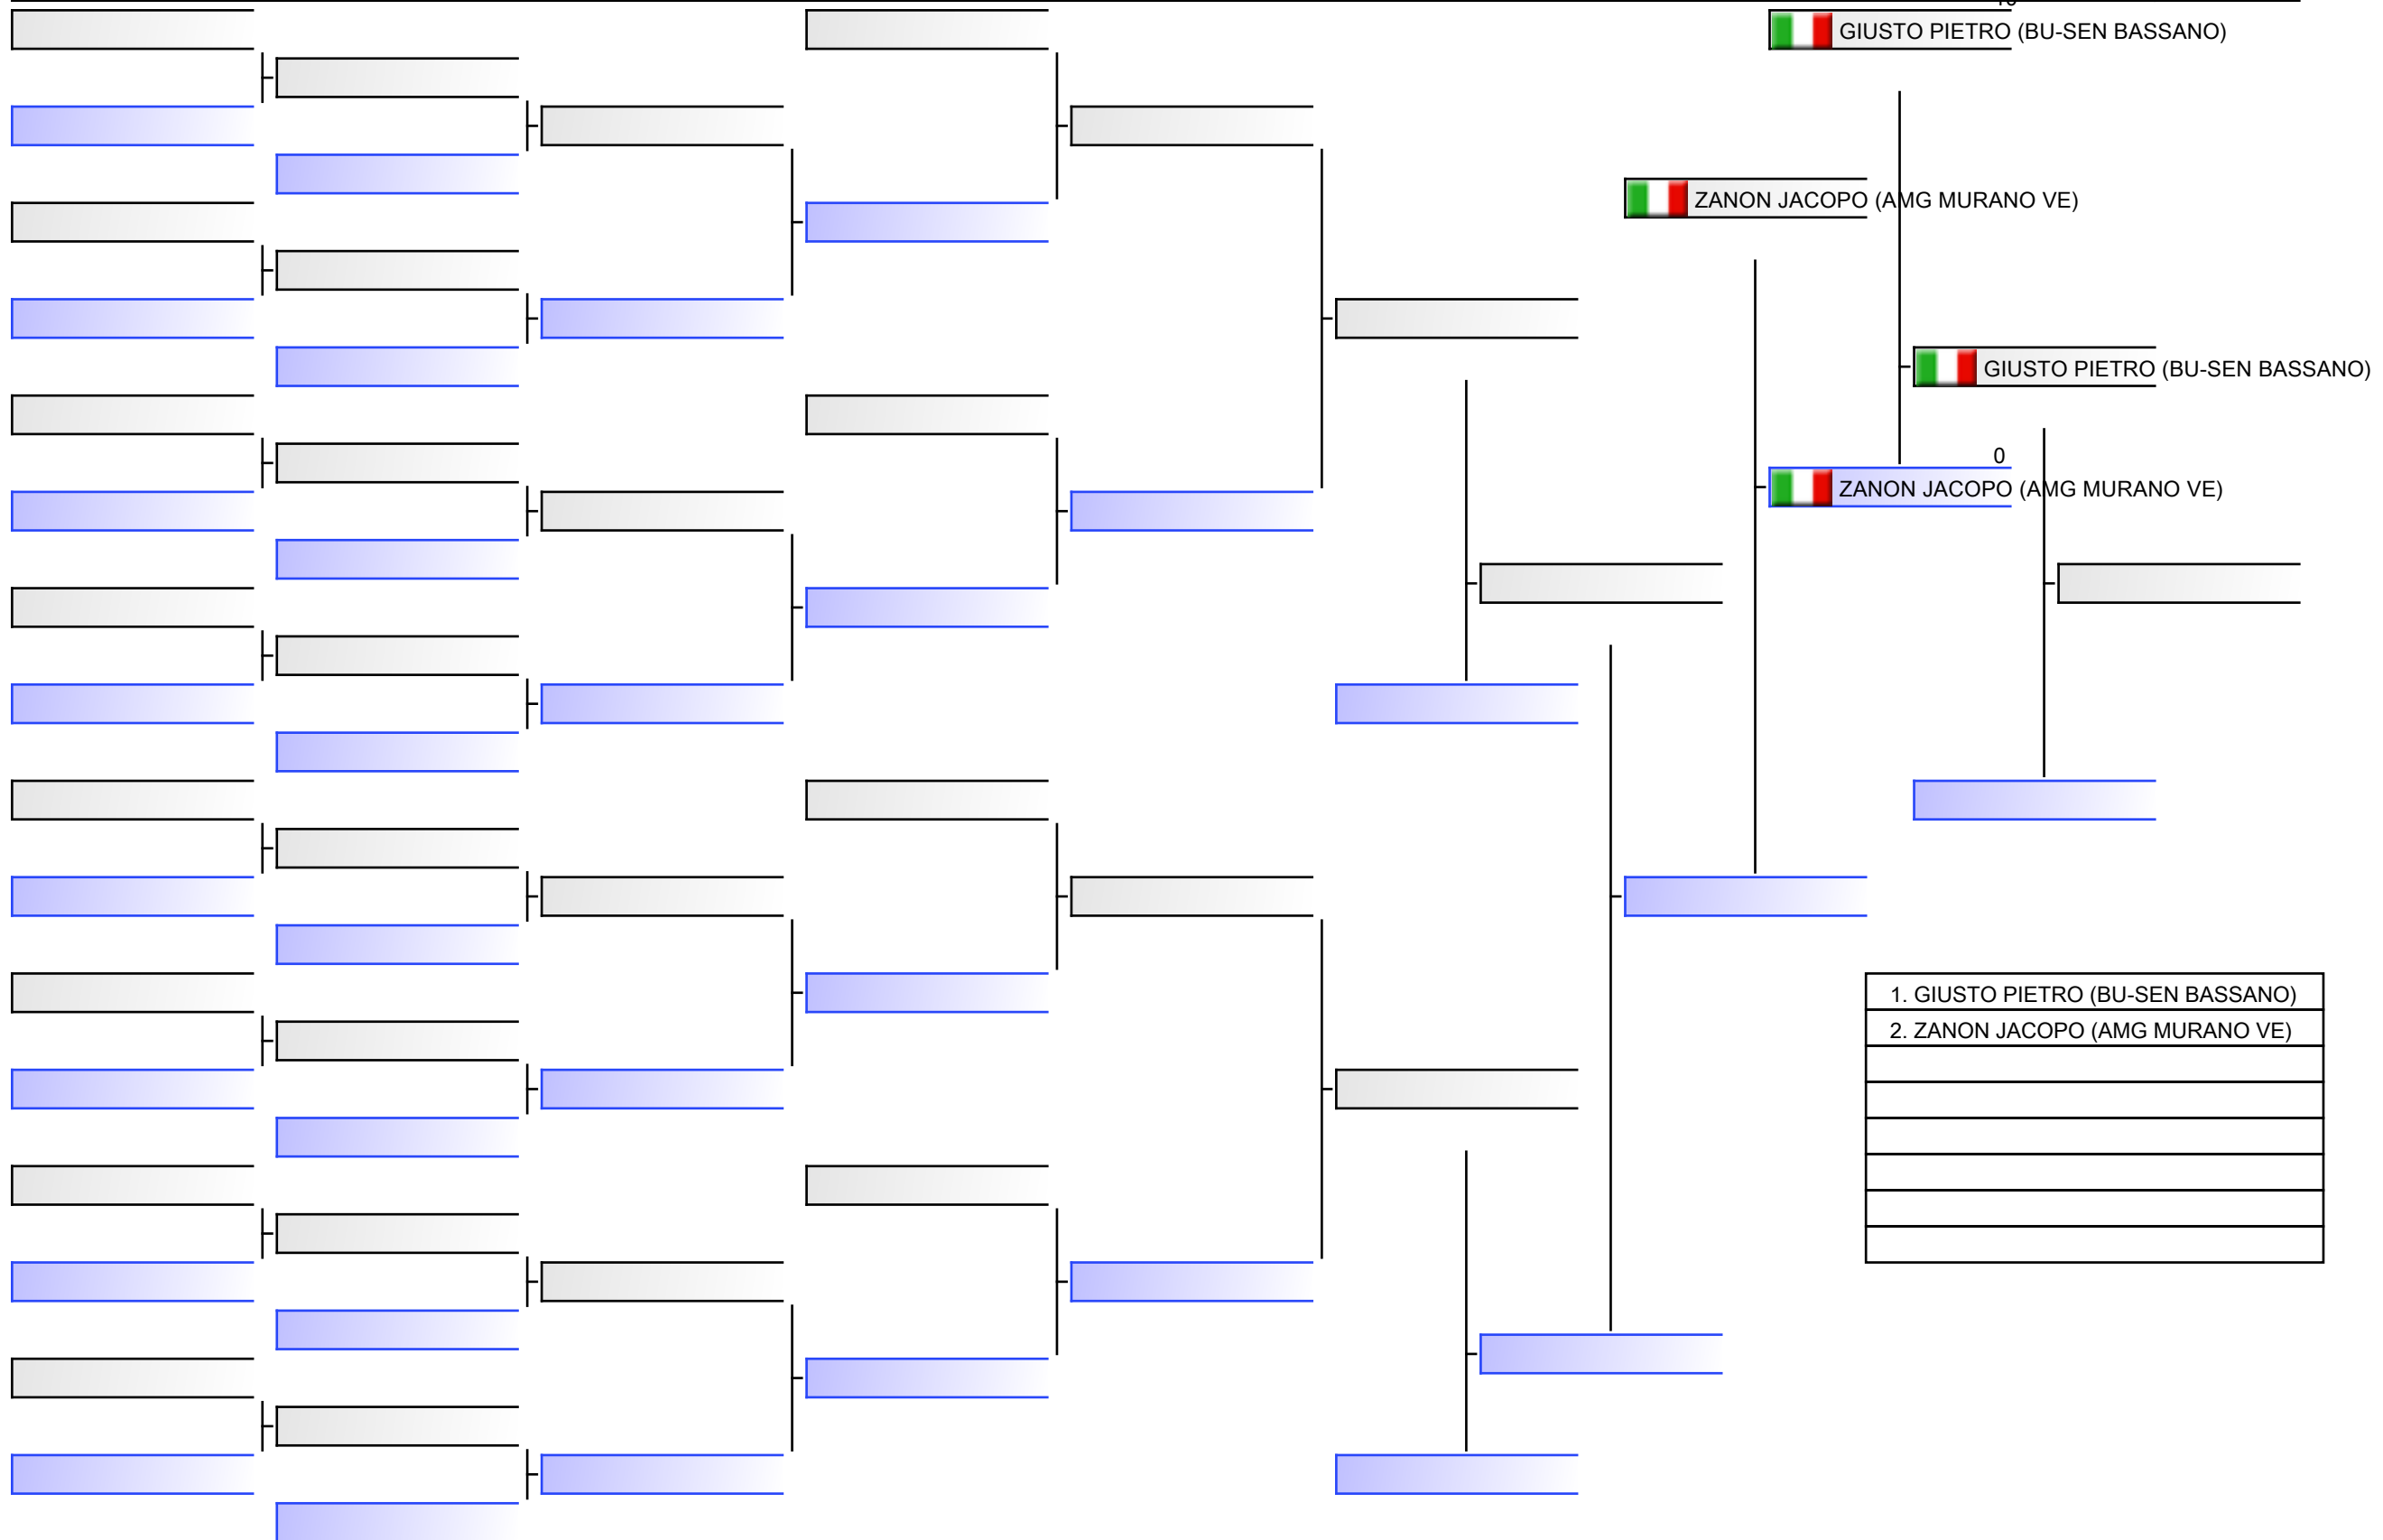 GIUSTO PIETRO (BU-SEN BASSANO)
ZANON JACOPO (AMG MURANO VE)
GIUSTO PIETRO (BU-SEN BASSANO)
0
ZANON JACOPO (AMG MURANO VE)
1. GIUSTO PIETRO (BU-SEN BASSANO)
2. ZANON JACOPO (AMG MURANO VE)